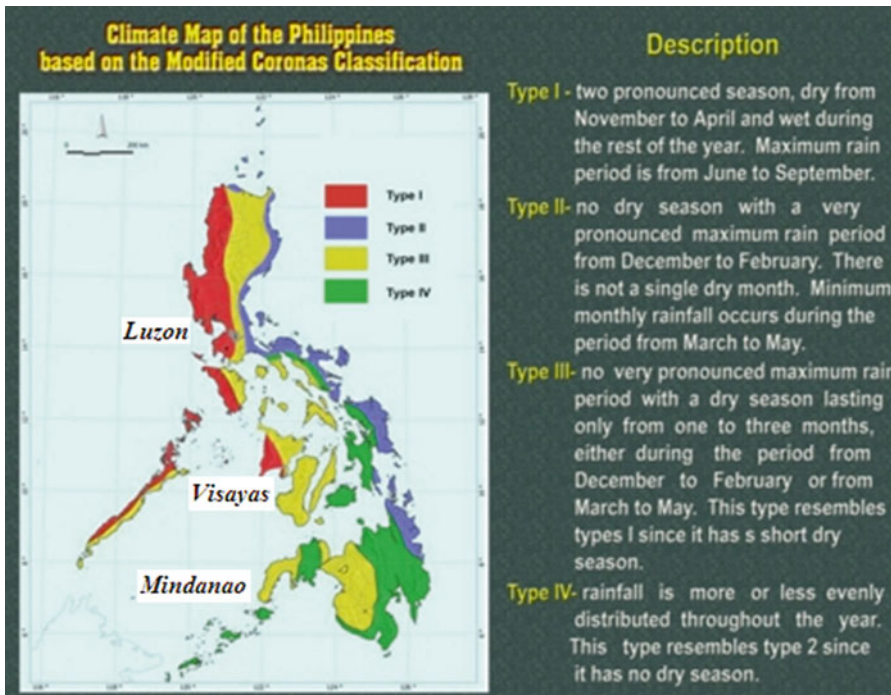 Climate Map of the Philippines
based on the Modified Coronas Classification
Type I
Type II
Type III
Type IV
Luzon
Visayas
Mindanao
Description
Type I - two pronounced season, dry from
November to April and wet during
the rest of the year. Maximum rain
period is from June to September.
Type II- no dry season with a very
pronounced maximum rain period
from December to February. There
is not a single dry month. Minimum
monthly rainfall occurs during the
period from March to May.
Type III- no very pronounced maximum rain
period with a dry season lasting
only from one to three months,
either during the period from
December to February or from
March to May. This type resembles
types I since it has s short dry
season.
Type IV- rainfall is more or less evenly
distributed throughout the year.
This type resembles type 2 since
it has no dry season.